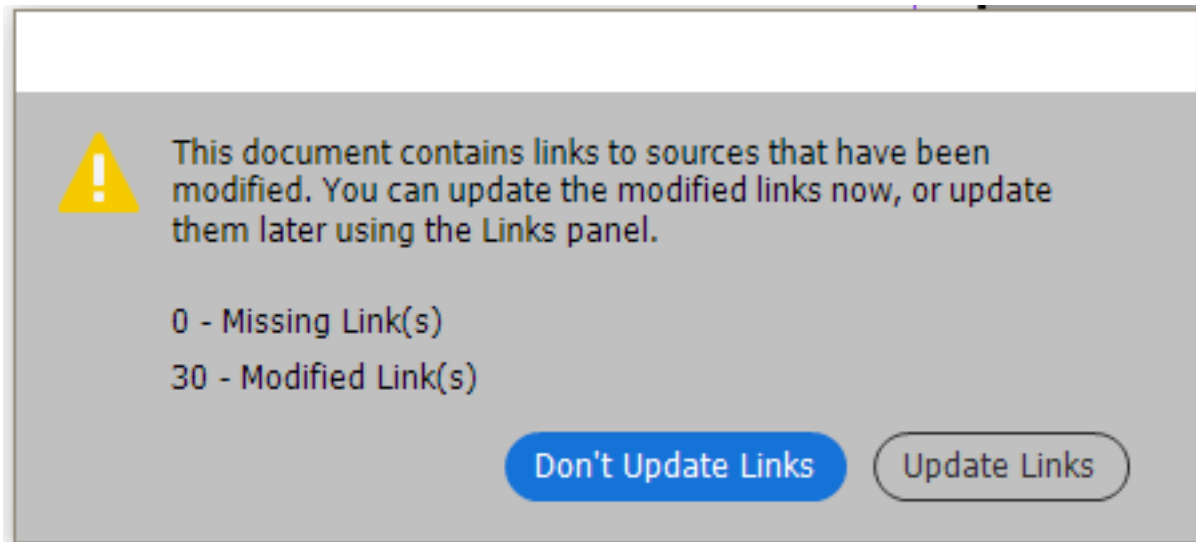 This document contains links to sources that have been
modified. You can update the modified links now, or update
them later using the Links panel.
0 - Missing Link(s)
30 - Modified Link(s)
Don't Update Links
Update Links